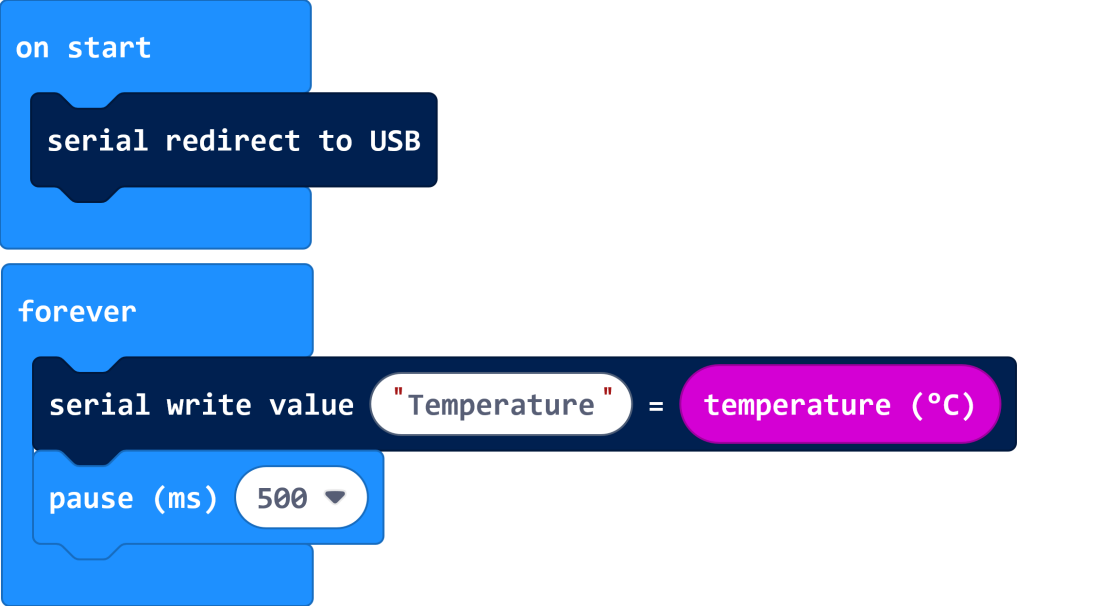 on start
serial redirect to USB
forever
serial write value "Temperature" = temperature (°C)
pause (ms) 500